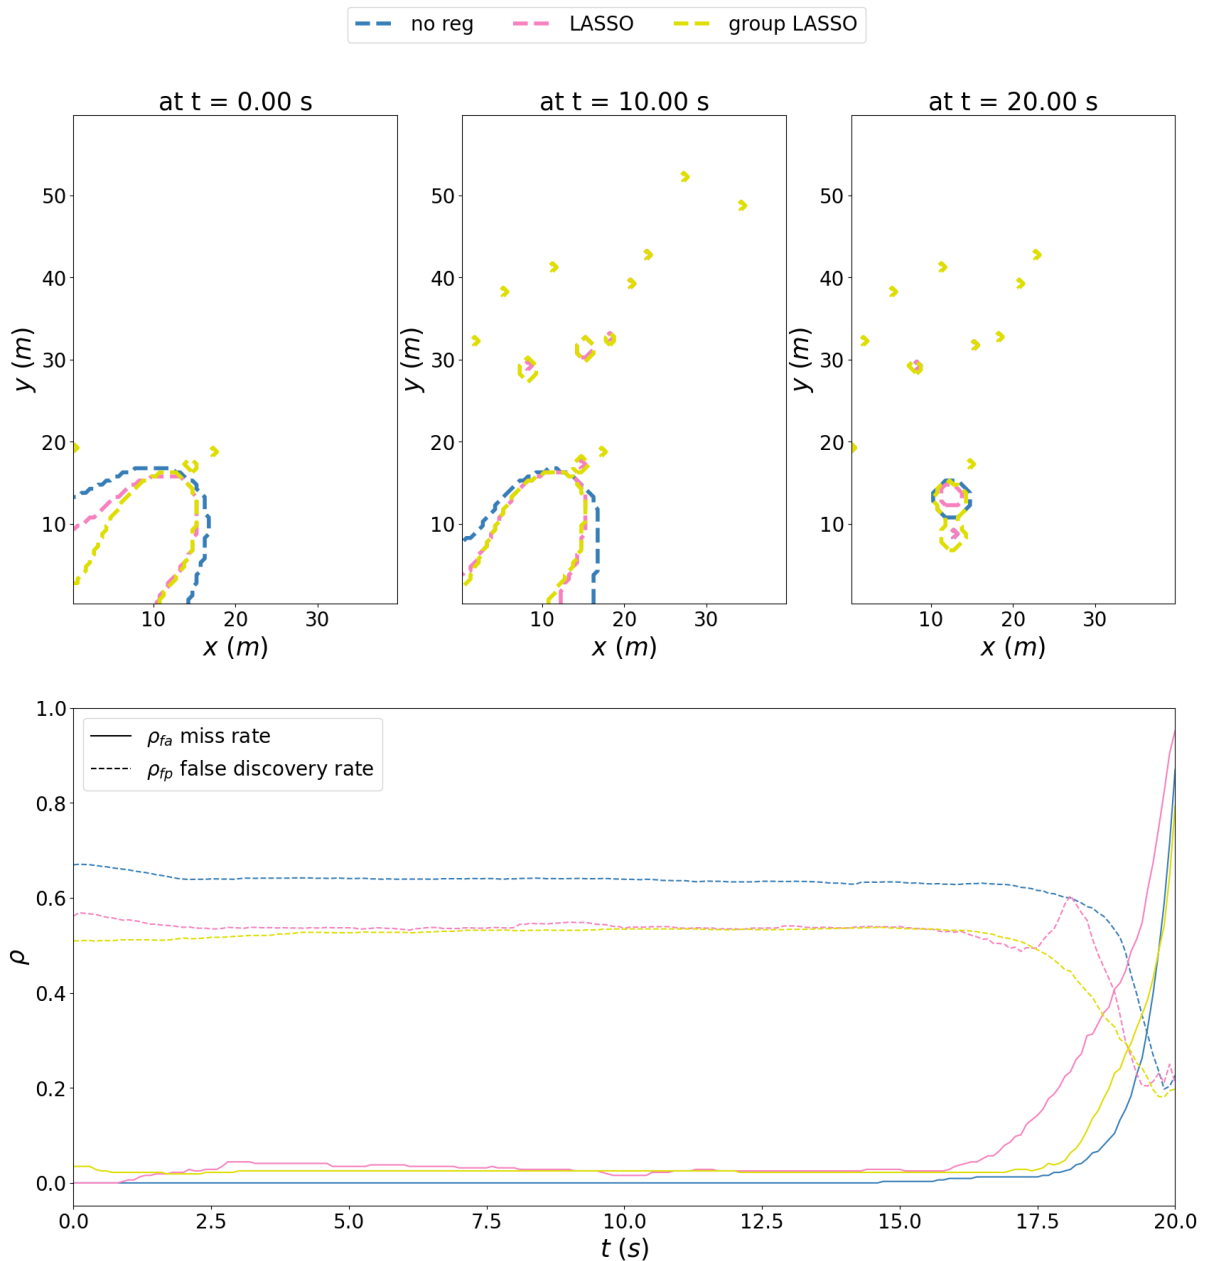 no reg LASSO group LASSO
at t = 0.00 s at t = 10.00 s at t = 20.00 s
50 50 50
40 40 40
y (m) y (m) y (m)
30 30 30
20 20 20
10 10 10
10 20 30 10 20 30 10 20 30
x (m) x (m) x (m)
1.0
ρfa miss rate
ρfp false discovery rate
0.8
0.6
ρ
0.4
0.2
0.0
0.0 2.5 5.0 7.5 10.0 12.5 15.0 17.5 20.0
t (s)